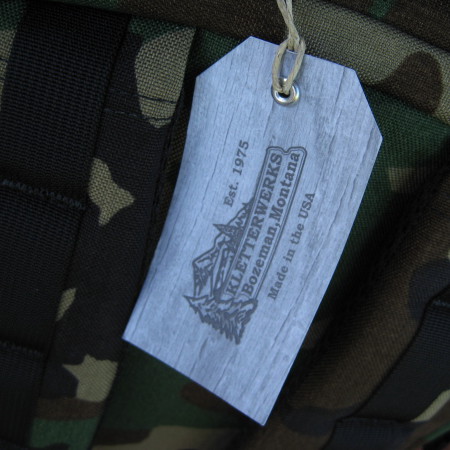 Est. 1975
KLETTERWERKS
Bozeman, Montana
Made in the USA